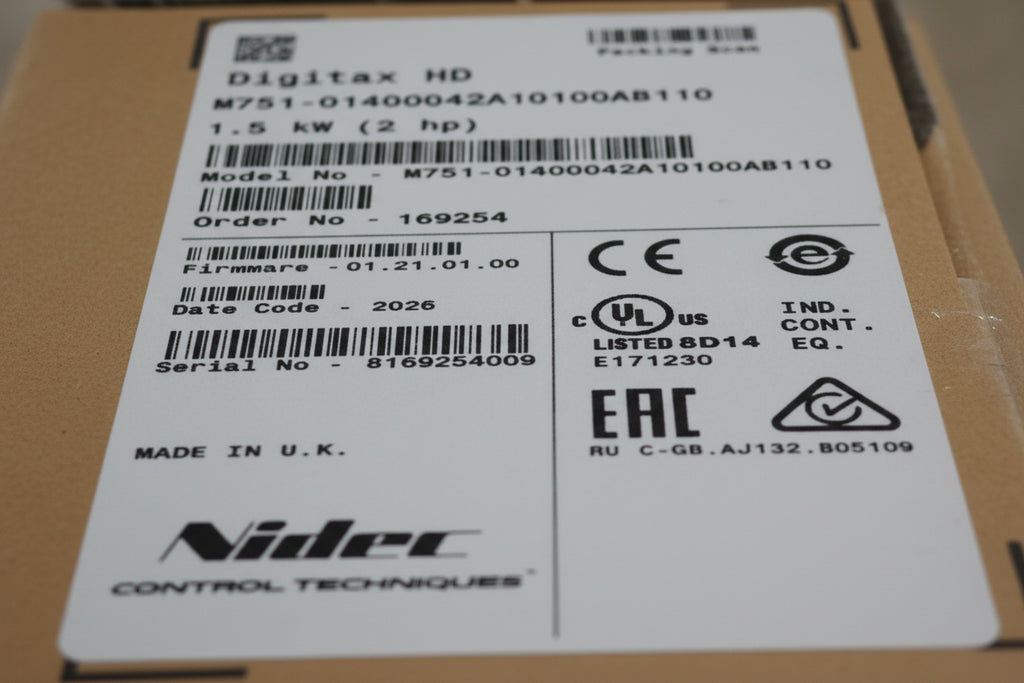 Packing Scan
Digitax HD
M751-01400042A10100AB110
1.5 kW (2 hp)
Model No - M751-01400042A10100AB110
Order No - 169254
Firmware -01.21.01.00
Date Code - 2026
Serial No - 8169254009
MADE IN U.K.
Nidec
CONTROL TECHNIQUES™
CE
e
C UL US
LISTED 8D14
E171230
IND.
CONT.
EQ.
EAC
RU C-GB.AJ132.B05109